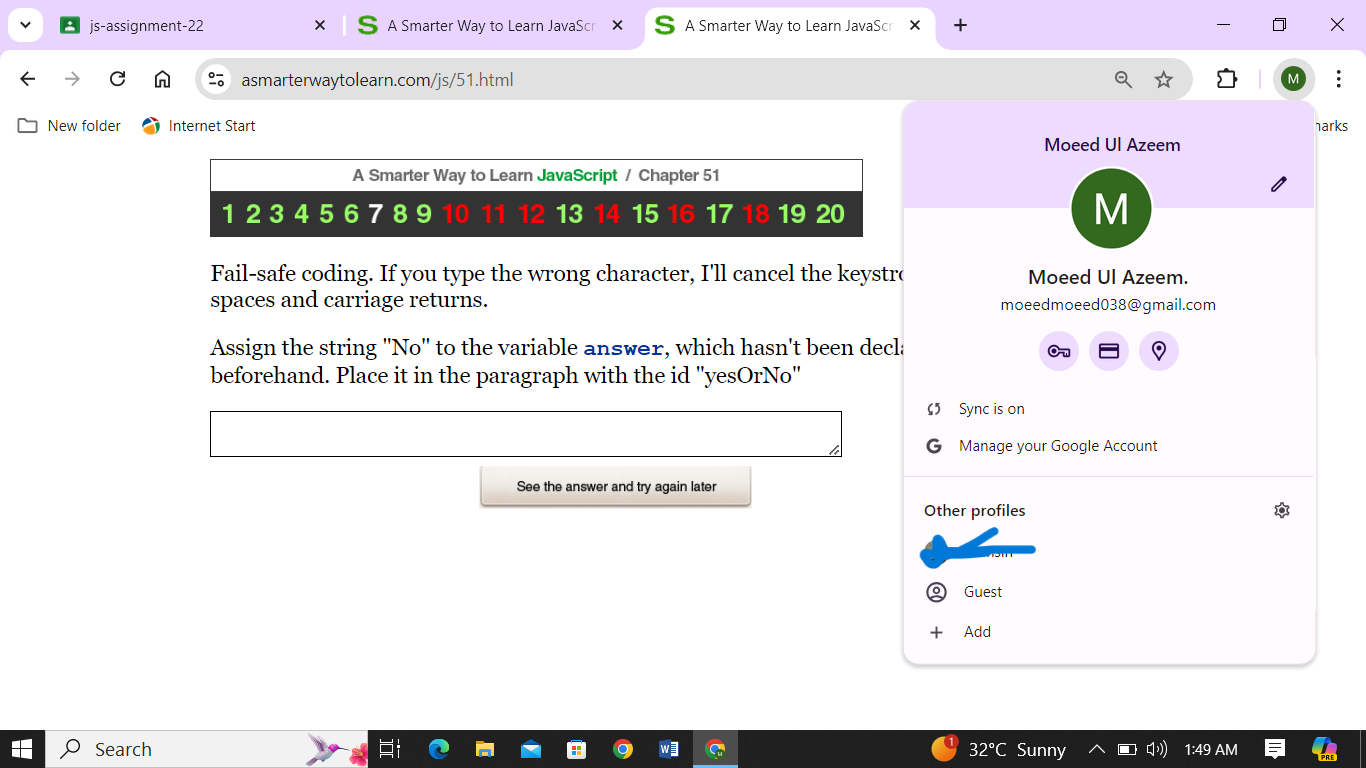 js-assignment-22
A Smarter Way to Learn JavaScr
A Smarter Way to Learn JavaScr
asmarterwaytolearn.com/js/51.html
M
New folder
Internet Start
arks
A Smarter Way to Learn JavaScript / Chapter 51
1 2 3 4 5 6 7 8 9 10 11 12 13 14 15 16 17 18 19 20
Fail-safe coding. If you type the wrong character, I'll cancel the keystro
spaces and carriage returns.
Assign the string "No" to the variable answer, which hasn't been decla
beforehand. Place it in the paragraph with the id "yesOrNo"
See the answer and try again later
Moeed Ul Azeem
M
Moeed Ul Azeem.
moeedmoeed038@gmail.com
Sync is on
G Manage your Google Account
Other profiles
Guest
+ Add
Search
1
32°C Sunny
1:49 AM
PRE